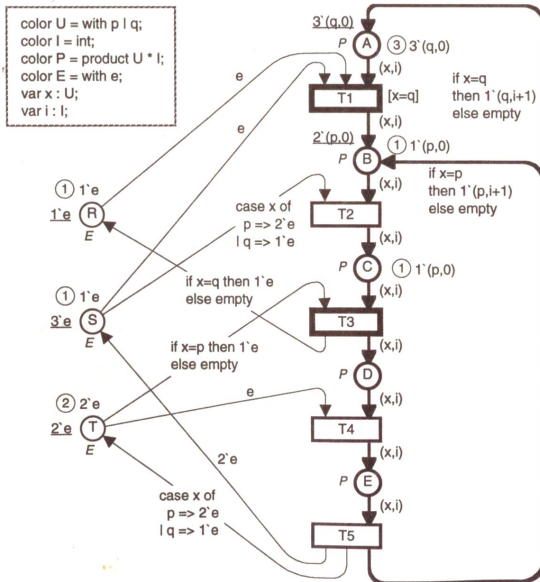 color U = with p | q;
color I = int;
color P = product U * I;
color E = with e;
var x : U;
var i : I;
3`(q,0)
P
A
3
3`(q,0)
e
(x,i)
if x=q
then 1`(q,i+1)
else empty
T1
[x=q]
e
(x,i)
2`(p,0)
P
B
1
1`(p,0)
(x,i)
if x=p
then 1`(p,i+1)
else empty
1
1`e
1`e
R
E
case x of
p => 2`e
| q => 1`e
T2
(x,i)
P
C
1
1`(p,0)
if x=q then 1`e
else empty
(x,i)
1
1`e
3`e
S
E
T3
if x=p then 1`e
else empty
(x,i)
P
D
(x,i)
2
2`e
2`e
T
E
e
T4
(x,i)
2`e
P
E
(x,i)
case x of
p => 2`e
| q => 1`e
T5